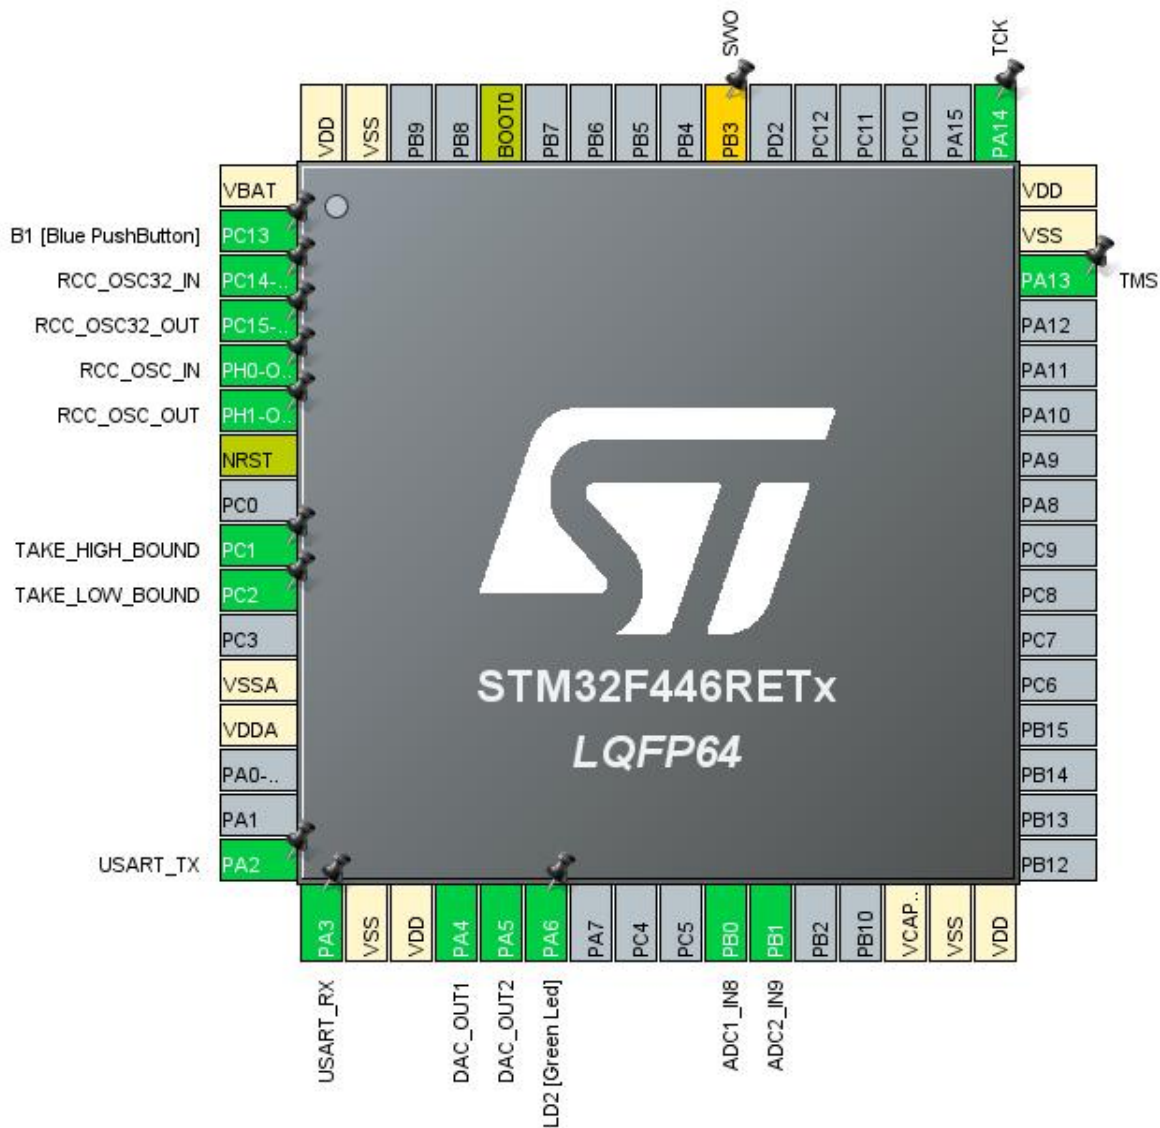 SWO
TCK
VDD
VSS
PB9
PB8
BOOT0
PB7
PB6
PB5
PB4
PB3
PD2
PC12
PC11
PC10
PA15
PA14
VBAT
B1 [Blue PushButton] PC13
RCC_OSC32_IN PC14-..
RCC_OSC32_OUT PC15-..
RCC_OSC_IN PH0-O..
RCC_OSC_OUT PH1-O..
NRST
PC0
TAKE_HIGH_BOUND PC1
TAKE_LOW_BOUND PC2
PC3
VSSA
VDDA
PA0-..
PA1
USART_TX PA2
VDD
VSS
PA13 TMS
PA12
PA11
PA10
PA9
PA8
PC9
PC8
PC7
PC6
PB15
PB14
PB13
PB12
ST
STM32F446RETx
LQFP64
PA3
VSS
VDD
PA4
PA5
PA6
PA7
PC4
PC5
PB0
PB1
PB2
PB10
VCAP..
VSS
VDD
USART_RX
DAC_OUT1
DAC_OUT2
LD2 [Green Led]
ADC1_IN8
ADC2_IN9